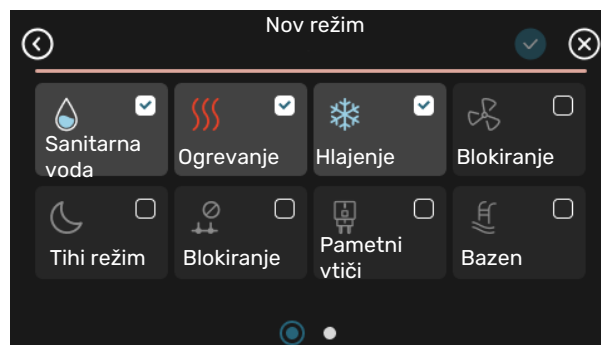 Nov režim
Sanitarna
voda
Ogrevanje
Hlajenje
Blokiranje
Tihi režim
Blokiranje
Pametni
vtiči
Bazen